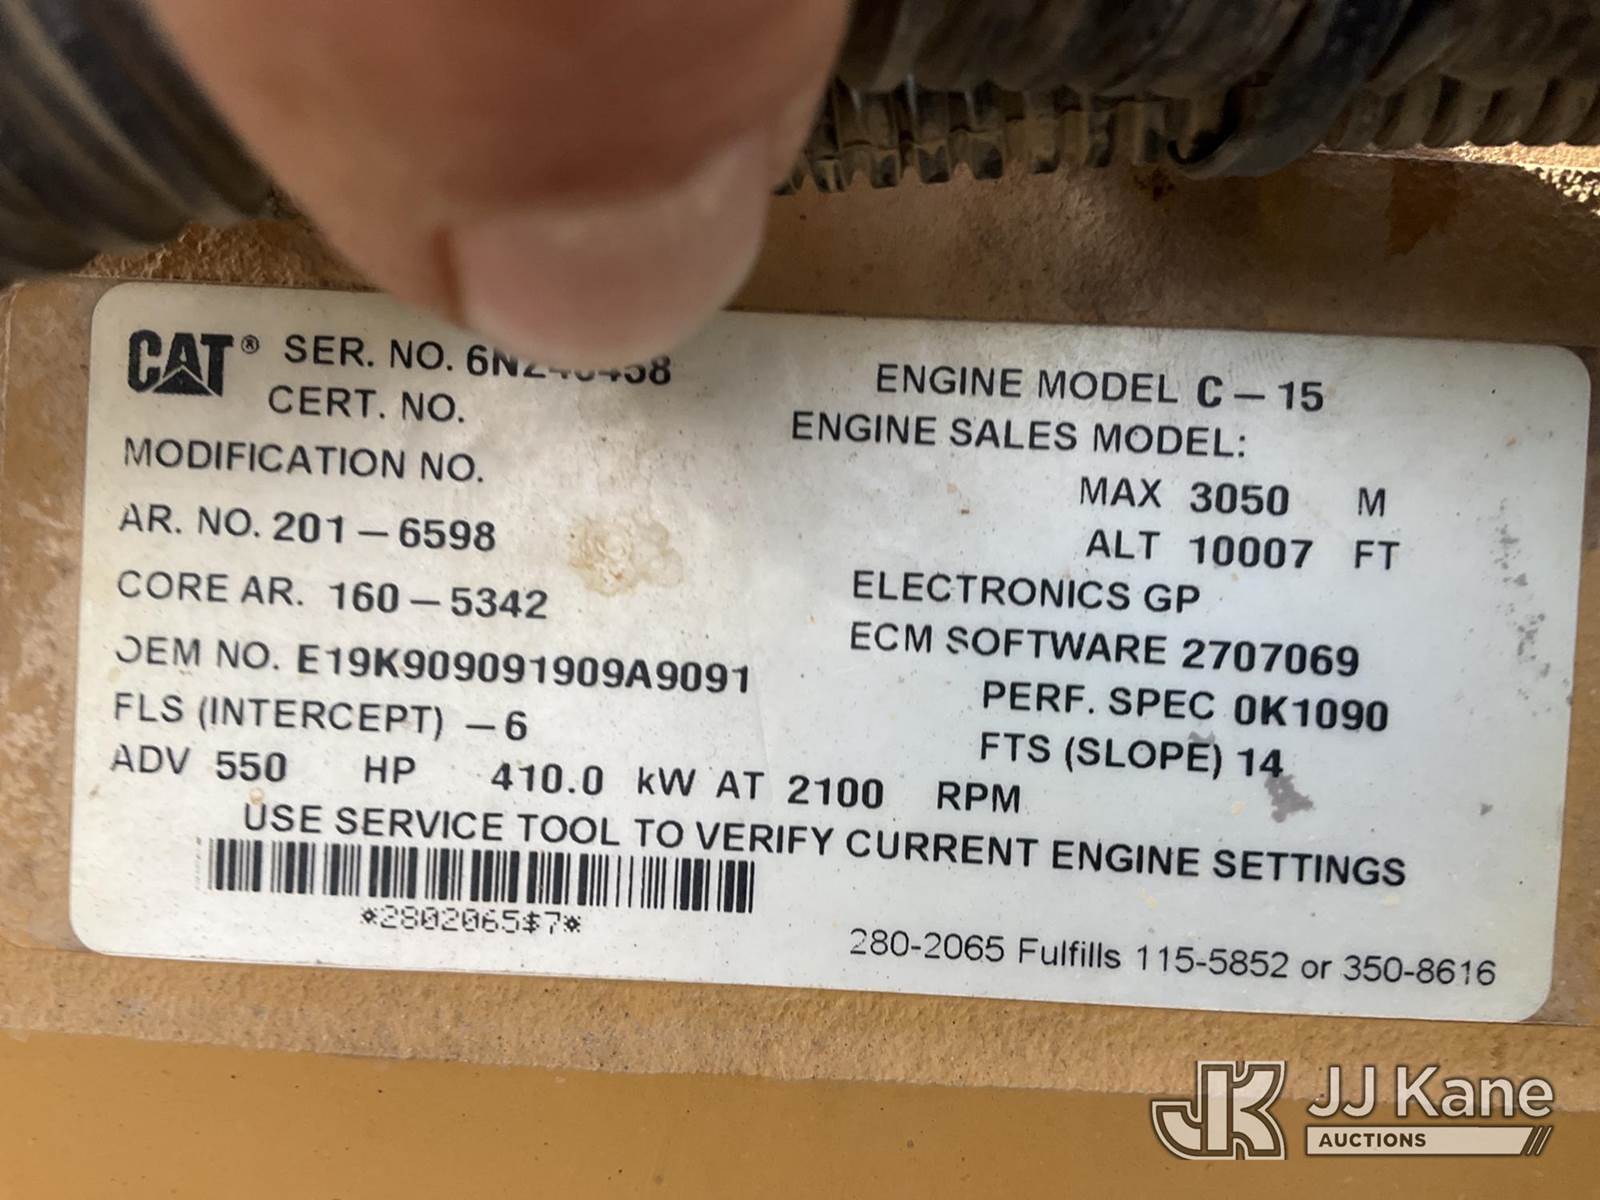 CAT® SER. NO. ENGINE MODEL C-15
CERT. NO. ENGINE SALES MODEL:
MODIFICATION NO. MAX 3050 M
AR. NO. 201-6598 ALT 10007 FT
CORE AR. 160-5342 ELECTRONICS GP
OEM NO. E19K909091909A9091 ECM SOFTWARE 2707069
FLS (INTERCEPT) -6 PERF. SPEC 0K1090
FTS (SLOPE) 14
ADV 550 HP 410.0 kW AT 2100 RPM
USE SERVICE TOOL TO VERIFY CURRENT ENGINE SETTINGS
*2802065$7*
280-2065 Fulfills 115-5852 or 350-8616
JK JJ Kane
AUCTIONS